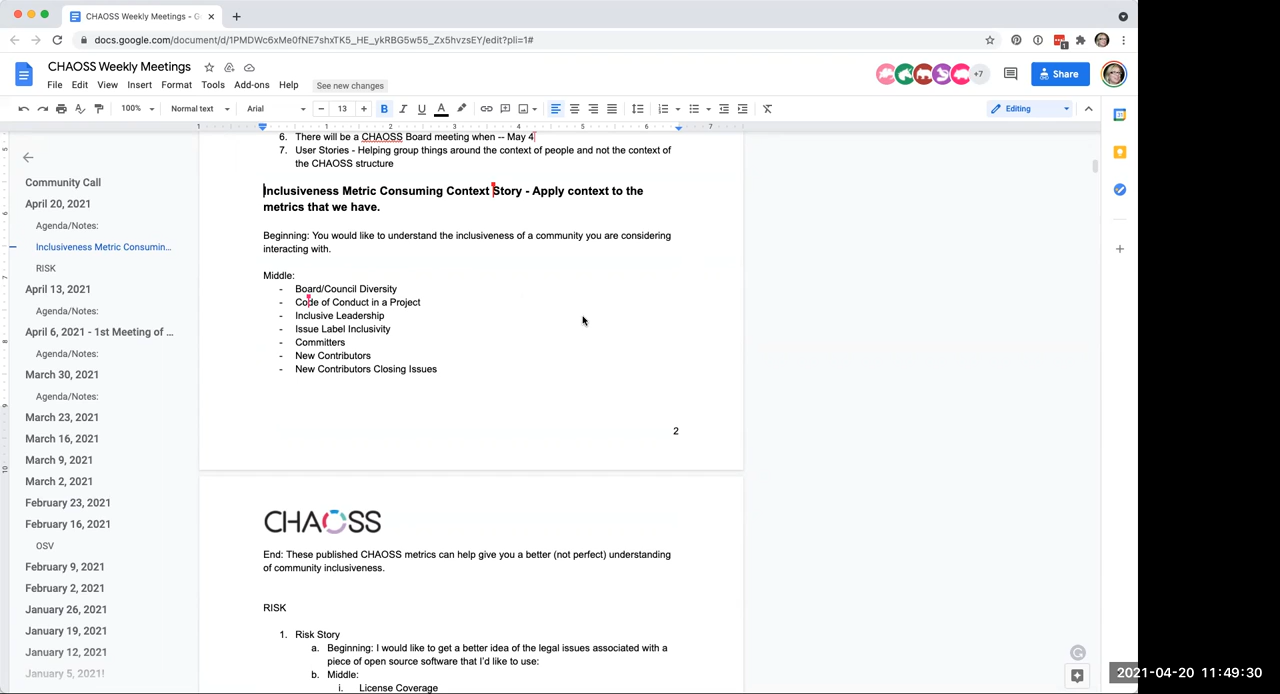 CHAOSS Weekly Meetings - G
docs.google.com/document/d/1PMDWc6xMe0fNE7shxTK5_HE_ykRBG5w55_Zx5hvzsEY/edit?pli=1#
1
CHAOSS Weekly Meetings
File Edit View Insert Format Tools Add-ons Help See new changes
+7
Share
100% Normal text Arial 13 B I U A Editing
1 1 2 3 4 5 6 7
Community Call
April 20, 2021
Agenda/Notes:
Inclusiveness Metric Consumin...
RISK
April 13, 2021
Agenda/Notes:
April 6, 2021 - 1st Meeting of ...
Agenda/Notes:
March 30, 2021
Agenda/Notes:
March 23, 2021
March 16, 2021
March 9, 2021
March 2, 2021
February 23, 2021
February 16, 2021
OSV
February 9, 2021
February 2, 2021
January 26, 2021
January 19, 2021
January 12, 2021
January 5, 2021!
6. There will be a CHAOSS Board meeting when -- May 4
7. User Stories - Helping group things around the context of people and not the context of
the CHAOSS structure
Inclusiveness Metric Consuming Context Story - Apply context to the
metrics that we have.
Beginning: You would like to understand the inclusiveness of a community you are considering
interacting with.
Middle:
- Board/Council Diversity
- Code of Conduct in a Project
- Inclusive Leadership
- Issue Label Inclusivity
- Committers
- New Contributors
- New Contributors Closing Issues
2
CHAOSS
End: These published CHAOSS metrics can help give you a better (not perfect) understanding
of community inclusiveness.
RISK
1. Risk Story
a. Beginning: I would like to get a better idea of the legal issues associated with a
piece of open source software that I'd like to use:
b. Middle:
i. License Coverage
2021-04-20 11:49:30